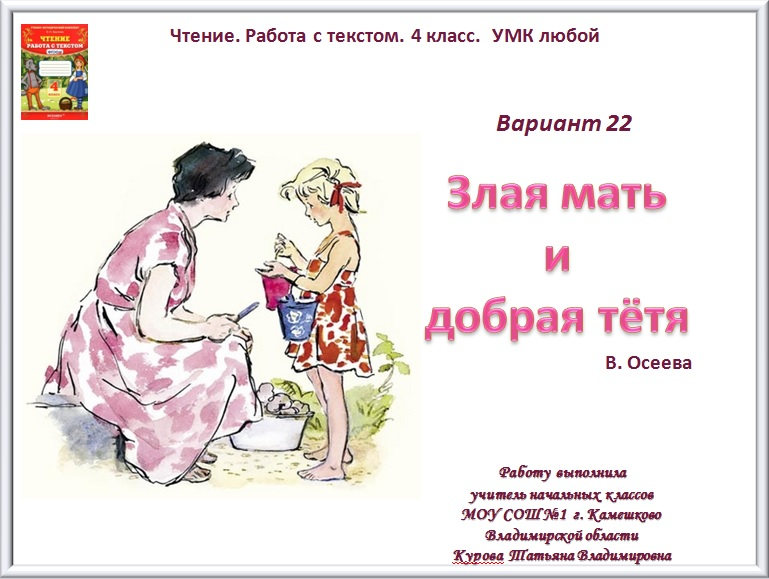 Чтение. Работа с текстом. 4 класс. УМК любой
ЧТЕНИЕ
РАБОТА С ТЕКСТОМ
4
Вариант 22
Злая мать
и
добрая тётя
В. Осеева
Работу выполнила
учитель начальных классов
МОУ СОШ №1 г. Камешково
Владимирской области
Курова Татьяна Владимировна